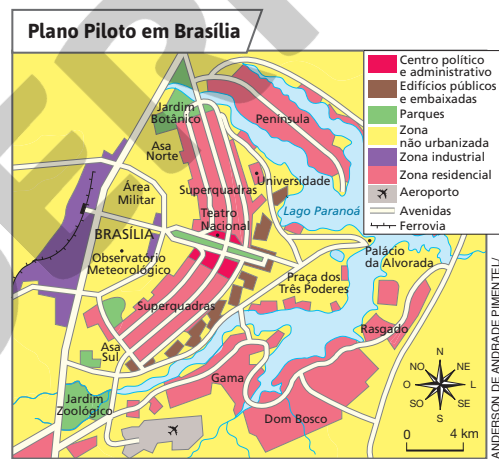 Plano Piloto em Brasília
Centro político
e administrativo
Edifícios públicos
e embaixadas
Parques
Zona
não urbanizada
Zona industrial
Zona residencial
Aeroporto
Avenidas
Ferrovia
Jardim
Botânico
Península
Asa
Norte
Superquadras
Universidade
Área
Militar
Teatro
Nacional
Lago Paranoá
BRASÍLIA
Observatório
Meteorológico
Palácio
da Alvorada
Praça dos
Três Poderes
Superquadras
Rasgado
Asa
Sul
Gama
Jardim
Zoológico
Dom Bosco
N
NO
NE
O
L
SO
SE
S
0
4 km
ANDERSON DE ANDRADE PIMENTEL/